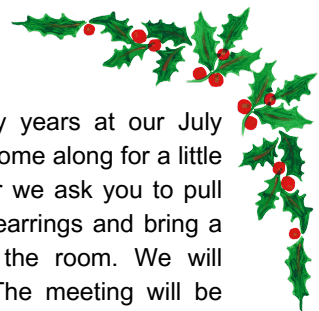 years at our July
ome along for a little
we ask you to pull
earrings and bring a
the room. We will
The meeting will be